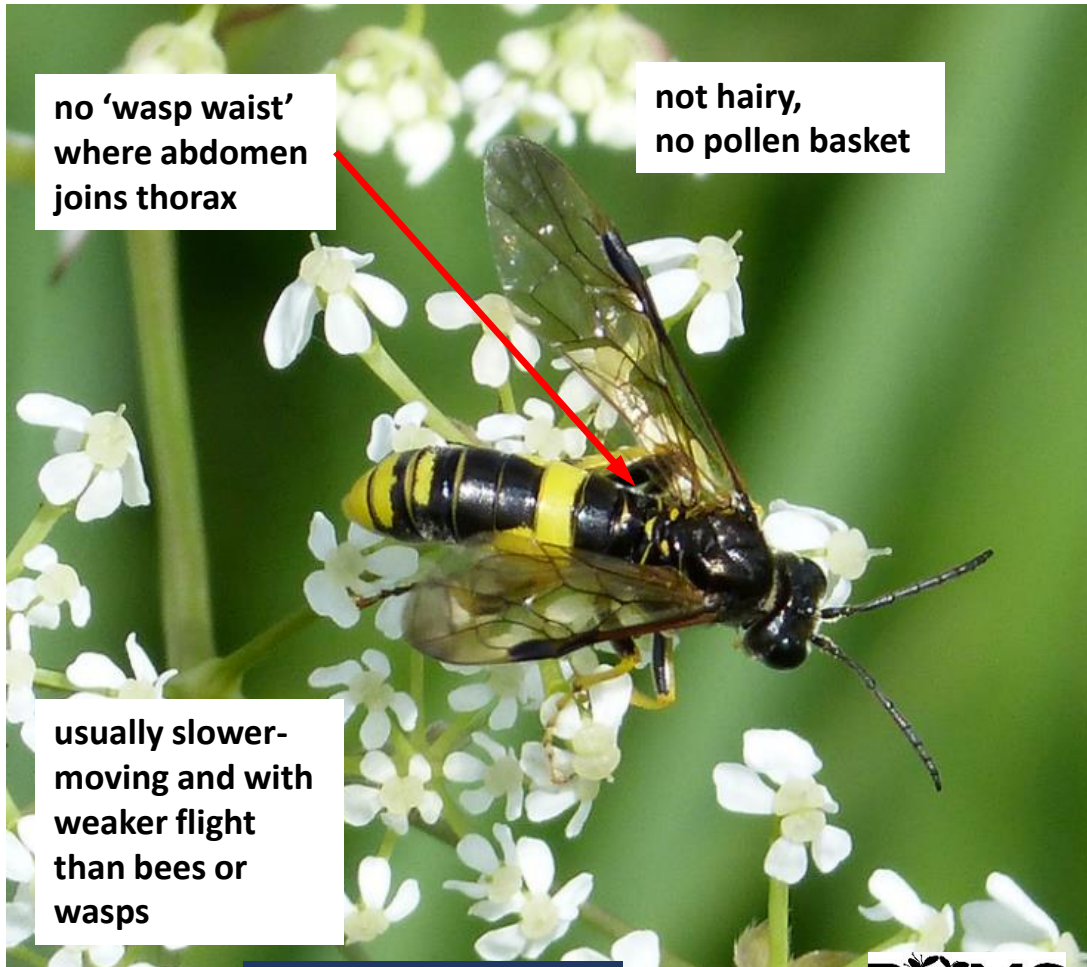 no ‘wasp waist’
where abdomen
joins thorax
not hairy,
no pollen basket
usually slower-
moving and with
weaker flight
than bees or
wasps